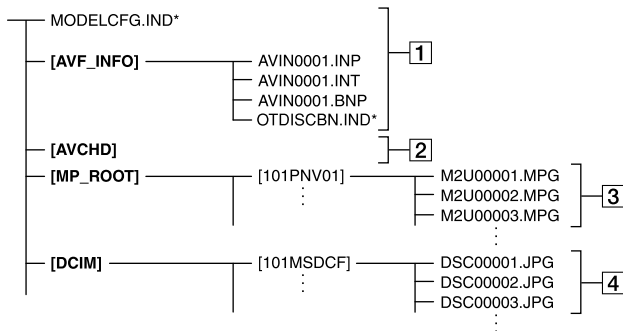 MODELCFG.IND*
[AVF_INFO] AVIN0001.INP
AVIN0001.INT
1
AVIN0001.BNP
OTDISCBN.IND*
[AVCHD] 2
[MP_ROOT] [101PNV01] M2U00001.MPG
M2U00002.MPG 3
M2U00003.MPG
[DCIM] [101MSDCF] DSC00001.JPG
DSC00002.JPG 4
DSC00003.JPG